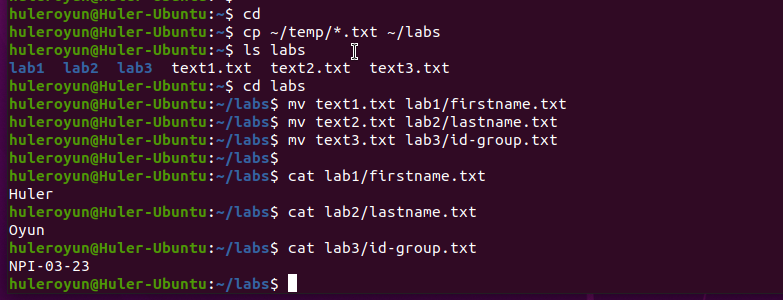 huleroyun@Huler-Ubuntu:~$ cd
huleroyun@Huler-Ubuntu:~$ cp ~/temp/*.txt ~/labs
huleroyun@Huler-Ubuntu:~$ ls labs
lab1  lab2  lab3  text1.txt  text2.txt  text3.txt
huleroyun@Huler-Ubuntu:~$ cd labs
huleroyun@Huler-Ubuntu:~/labs$ mv text1.txt lab1/firstname.txt
huleroyun@Huler-Ubuntu:~/labs$ mv text2.txt lab2/lastname.txt
huleroyun@Huler-Ubuntu:~/labs$ mv text3.txt lab3/id-group.txt
huleroyun@Huler-Ubuntu:~/labs$
huleroyun@Huler-Ubuntu:~/labs$ cat lab1/firstname.txt
Huler
huleroyun@Huler-Ubuntu:~/labs$ cat lab2/lastname.txt
Oyun
huleroyun@Huler-Ubuntu:~/labs$ cat lab3/id-group.txt
NPI-03-23
huleroyun@Huler-Ubuntu:~/labs$